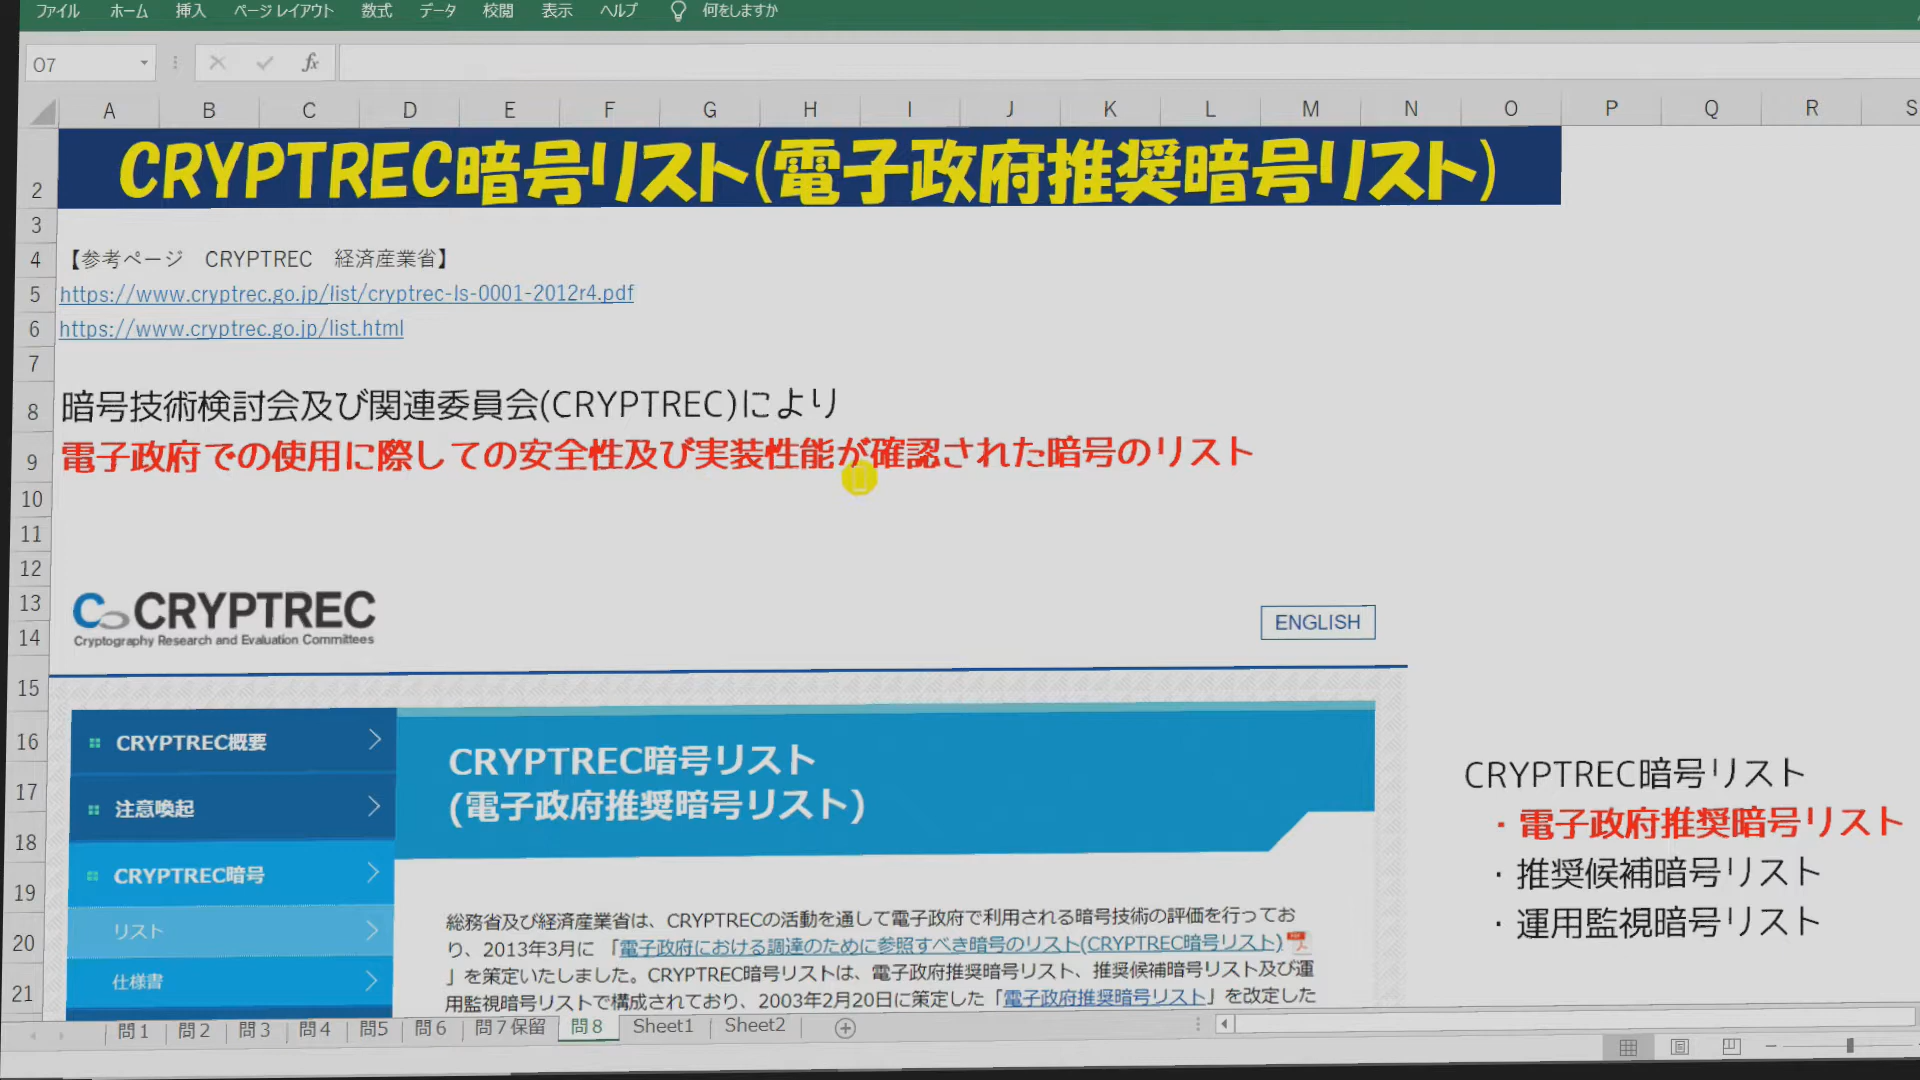 ファイル ホーム 挿入 ページ レイアウト 数式 データ 校閲 表示 ヘルプ 何をしますか
O7 fx
A B C D E F G H I J K L M N O P Q R S
2 CRYPTREC暗号リスト(電子政府推奨暗号リスト)
3
4 【参考ページ CRYPTREC 経済産業省】
5 https://www.cryptrec.go.jp/list/cryptrec-ls-0001-2012r4.pdf
6 https://www.cryptrec.go.jp/list.html
7
8 暗号技術検討会及び関連委員会(CRYPTREC)により
9 電子政府での使用に際しての安全性及び実装性能が確認された暗号のリスト
10
11
12
13 CRYPTREC
14 Cryptography Research and Evaluation Committees
ENGLISH
15
16 CRYPTREC概要
17 注意喚起
18
19 CRYPTREC暗号
20 リスト
21 仕様書
CRYPTREC暗号リスト
(電子政府推奨暗号リスト)
総務省及び経済産業省は、CRYPTRECの活動を通して電子政府で利用される暗号技術の評価を行ってお
り、2013年3月に 「電子政府における調達のために参照すべき暗号のリスト(CRYPTREC暗号リスト)
」を策定いたしました。CRYPTREC暗号リストは、電子政府推奨暗号リスト、推奨候補暗号リスト及び運
用監視暗号リストで構成されており、2003年2月20日に策定した「電子政府推奨暗号リスト」を改定した
CRYPTREC暗号リスト
・電子政府推奨暗号リスト
・推奨候補暗号リスト
・運用監視暗号リスト
問1 問2 問3 問4 問5 問6 問7保留 問8 Sheet1 Sheet2